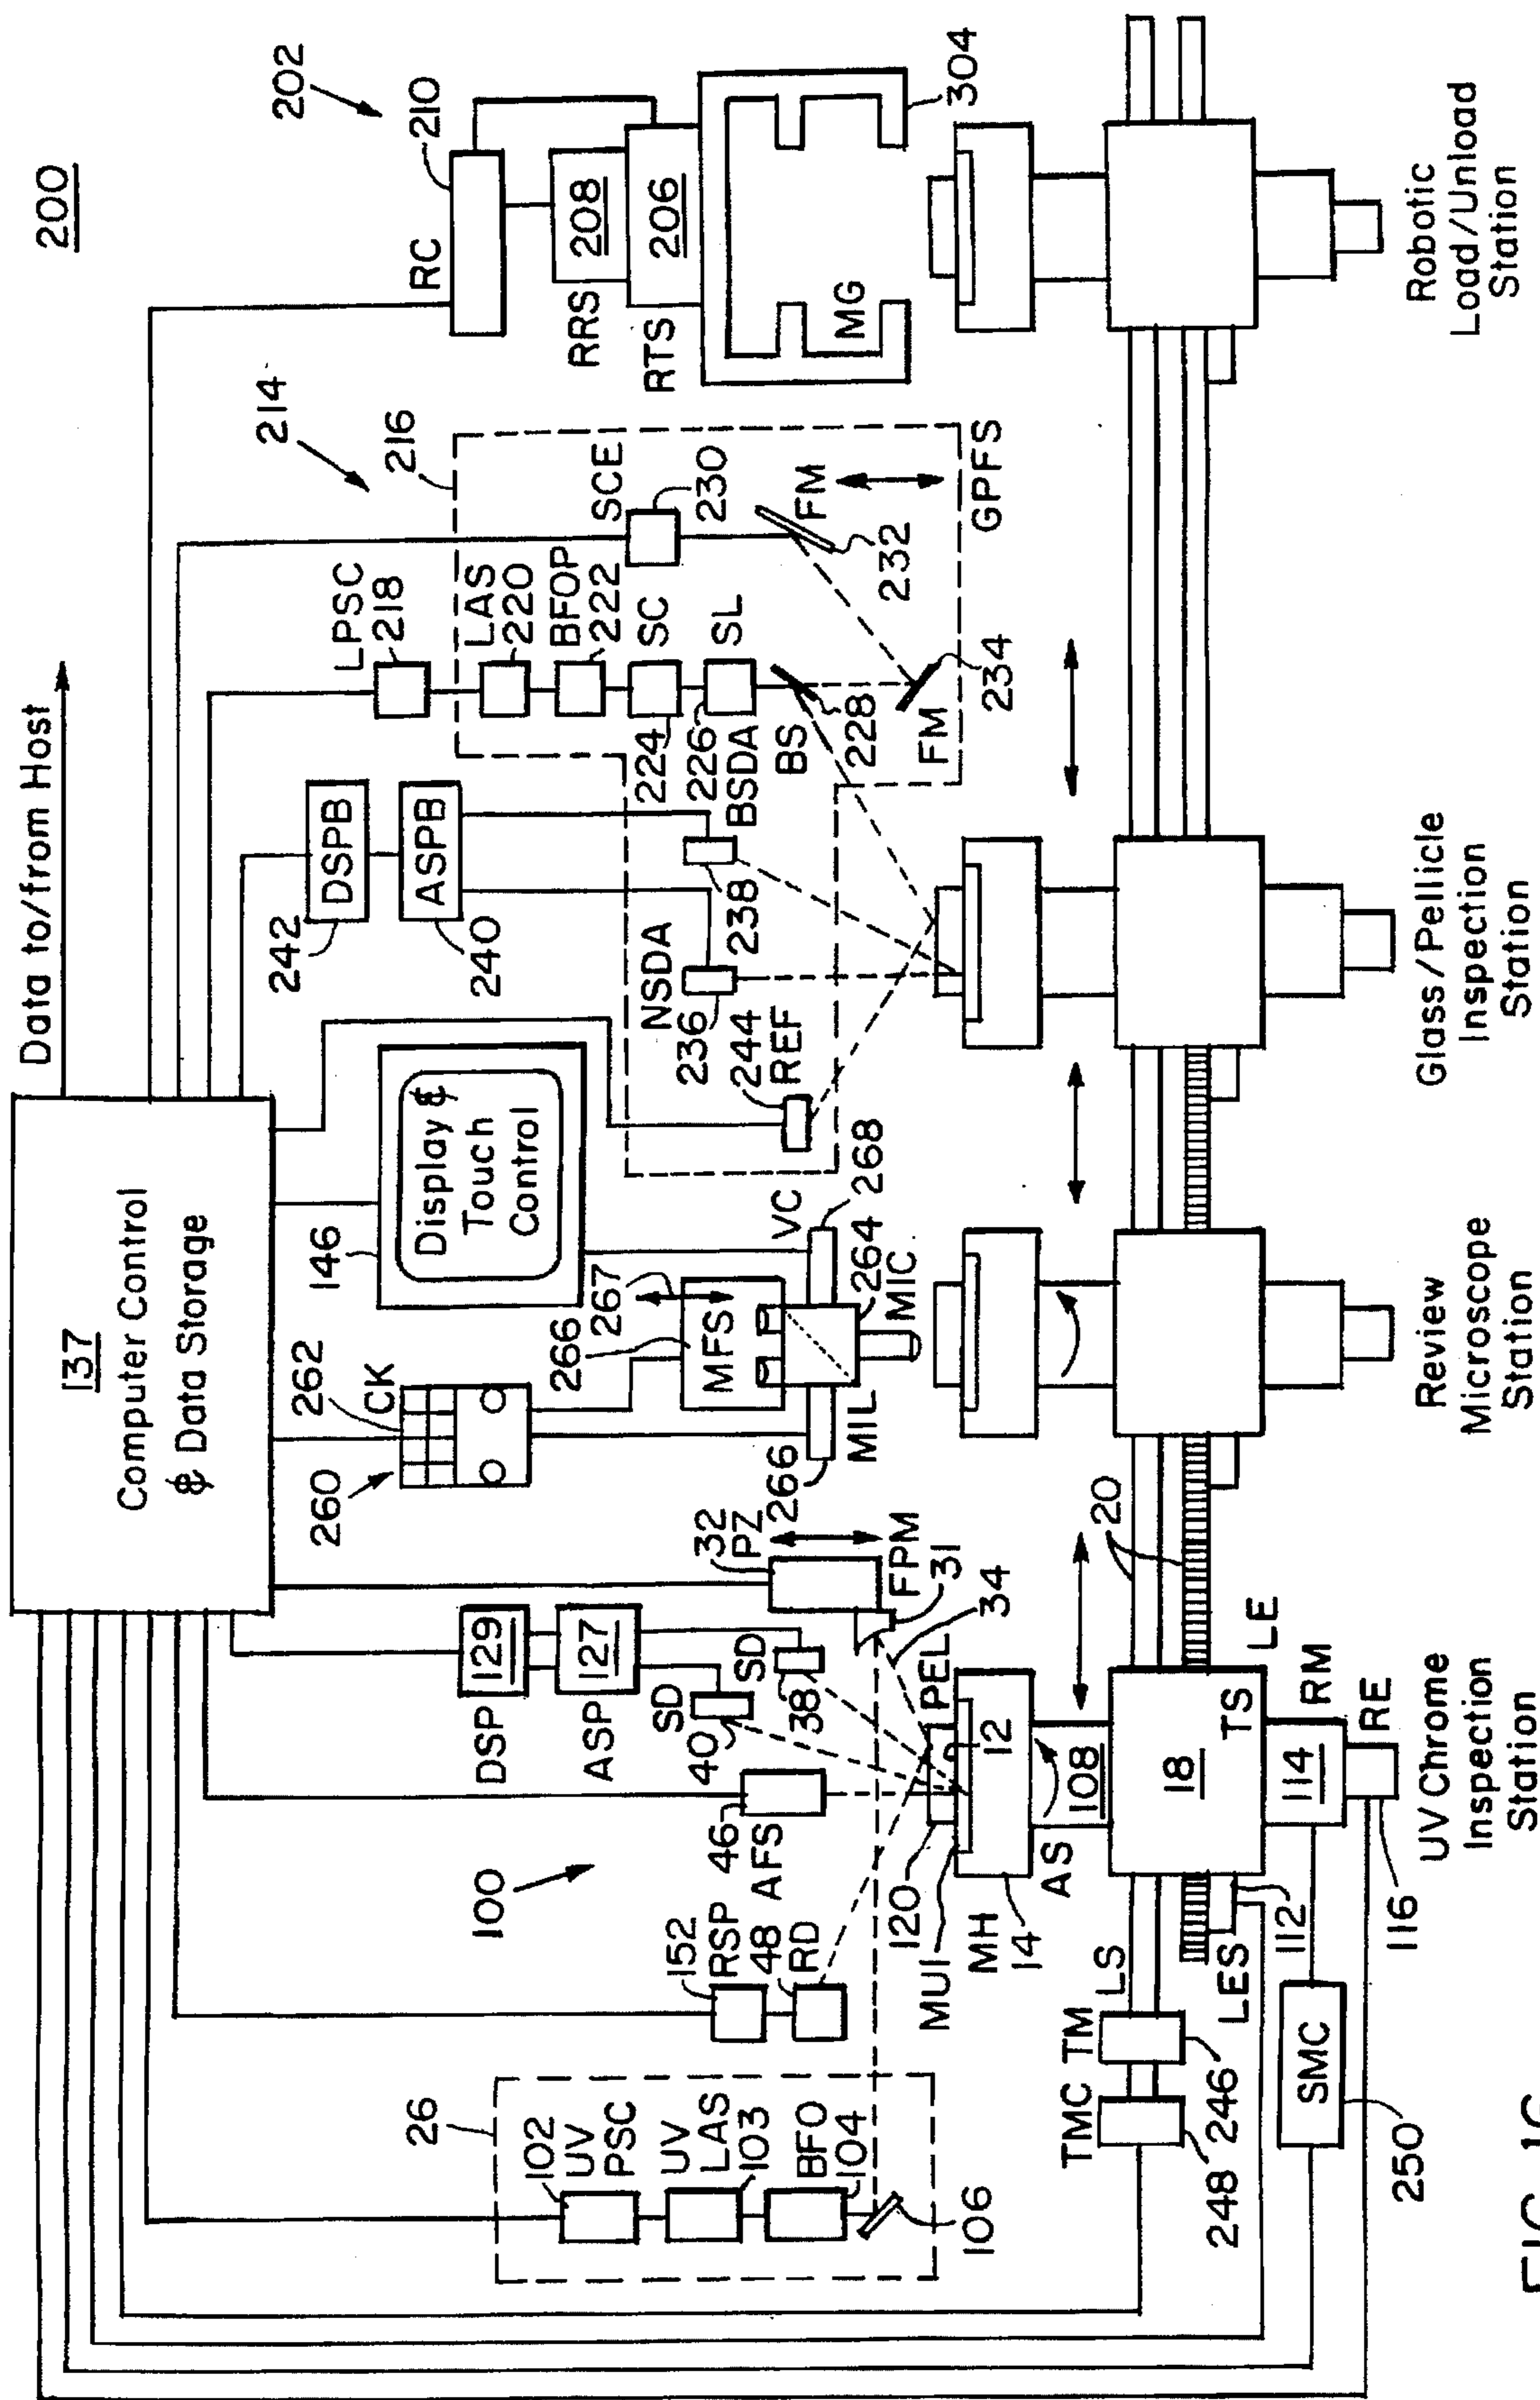 200
202
Data to/from Host
137
Computer Control
& Data Storage
RC
210
RRS
208
RTS
206
MG
304
214
216
LPSC
218
LAS
220
BFOP
222
SC
224
SL
226
BS
228
SCE
230
FM
232
FM
234
GPFS
DSPB
242
ASPB
240
NSDA
236
BSDA
238
244
REF
146
Display &
Touch
Control
260
262
CK
266
MFS
267
VC
268
264
MIC
266
MIL
32
PZ
FPM
31
34
DSP
129
ASP
127
SD
40
SD
38
46
AFS
100
152
RSP
48
RD
26
102
UV
PSC
UV
LAS
103
BFO
104
106
PEL
120
MUI
12
MH
14
AS
108
18
TS
LE
20
LS
TM
246
TMC
248
LES
112
114
RM
RE
116
SMC
250
UV Chrome
Inspection
Station
Review
Microscope
Station
Glass/Pellicle
Inspection
Station
Robotic
Load/Unload
Station